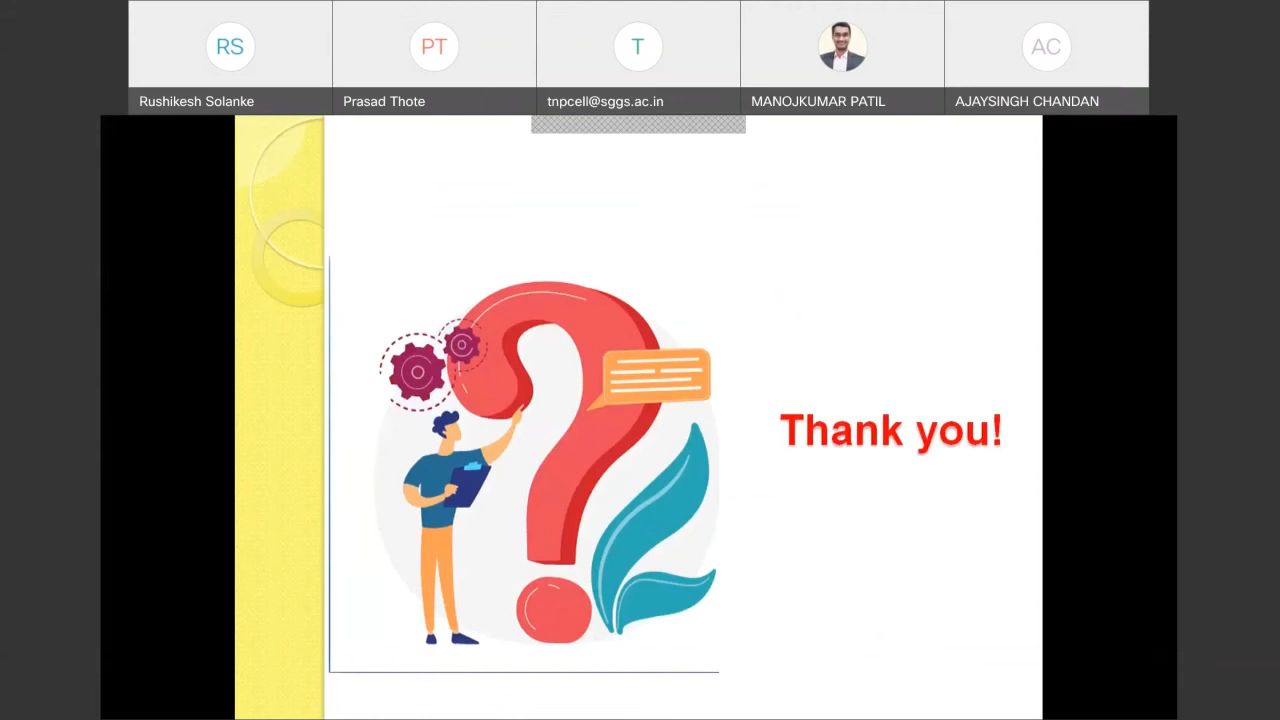 RS
PT
T
AC
Rushikesh Solanke
Prasad Thote
tnpcell@sggs.ac.in
MANOJKUMAR PATIL
AJAYSINGH CHANDAN
Thank you!